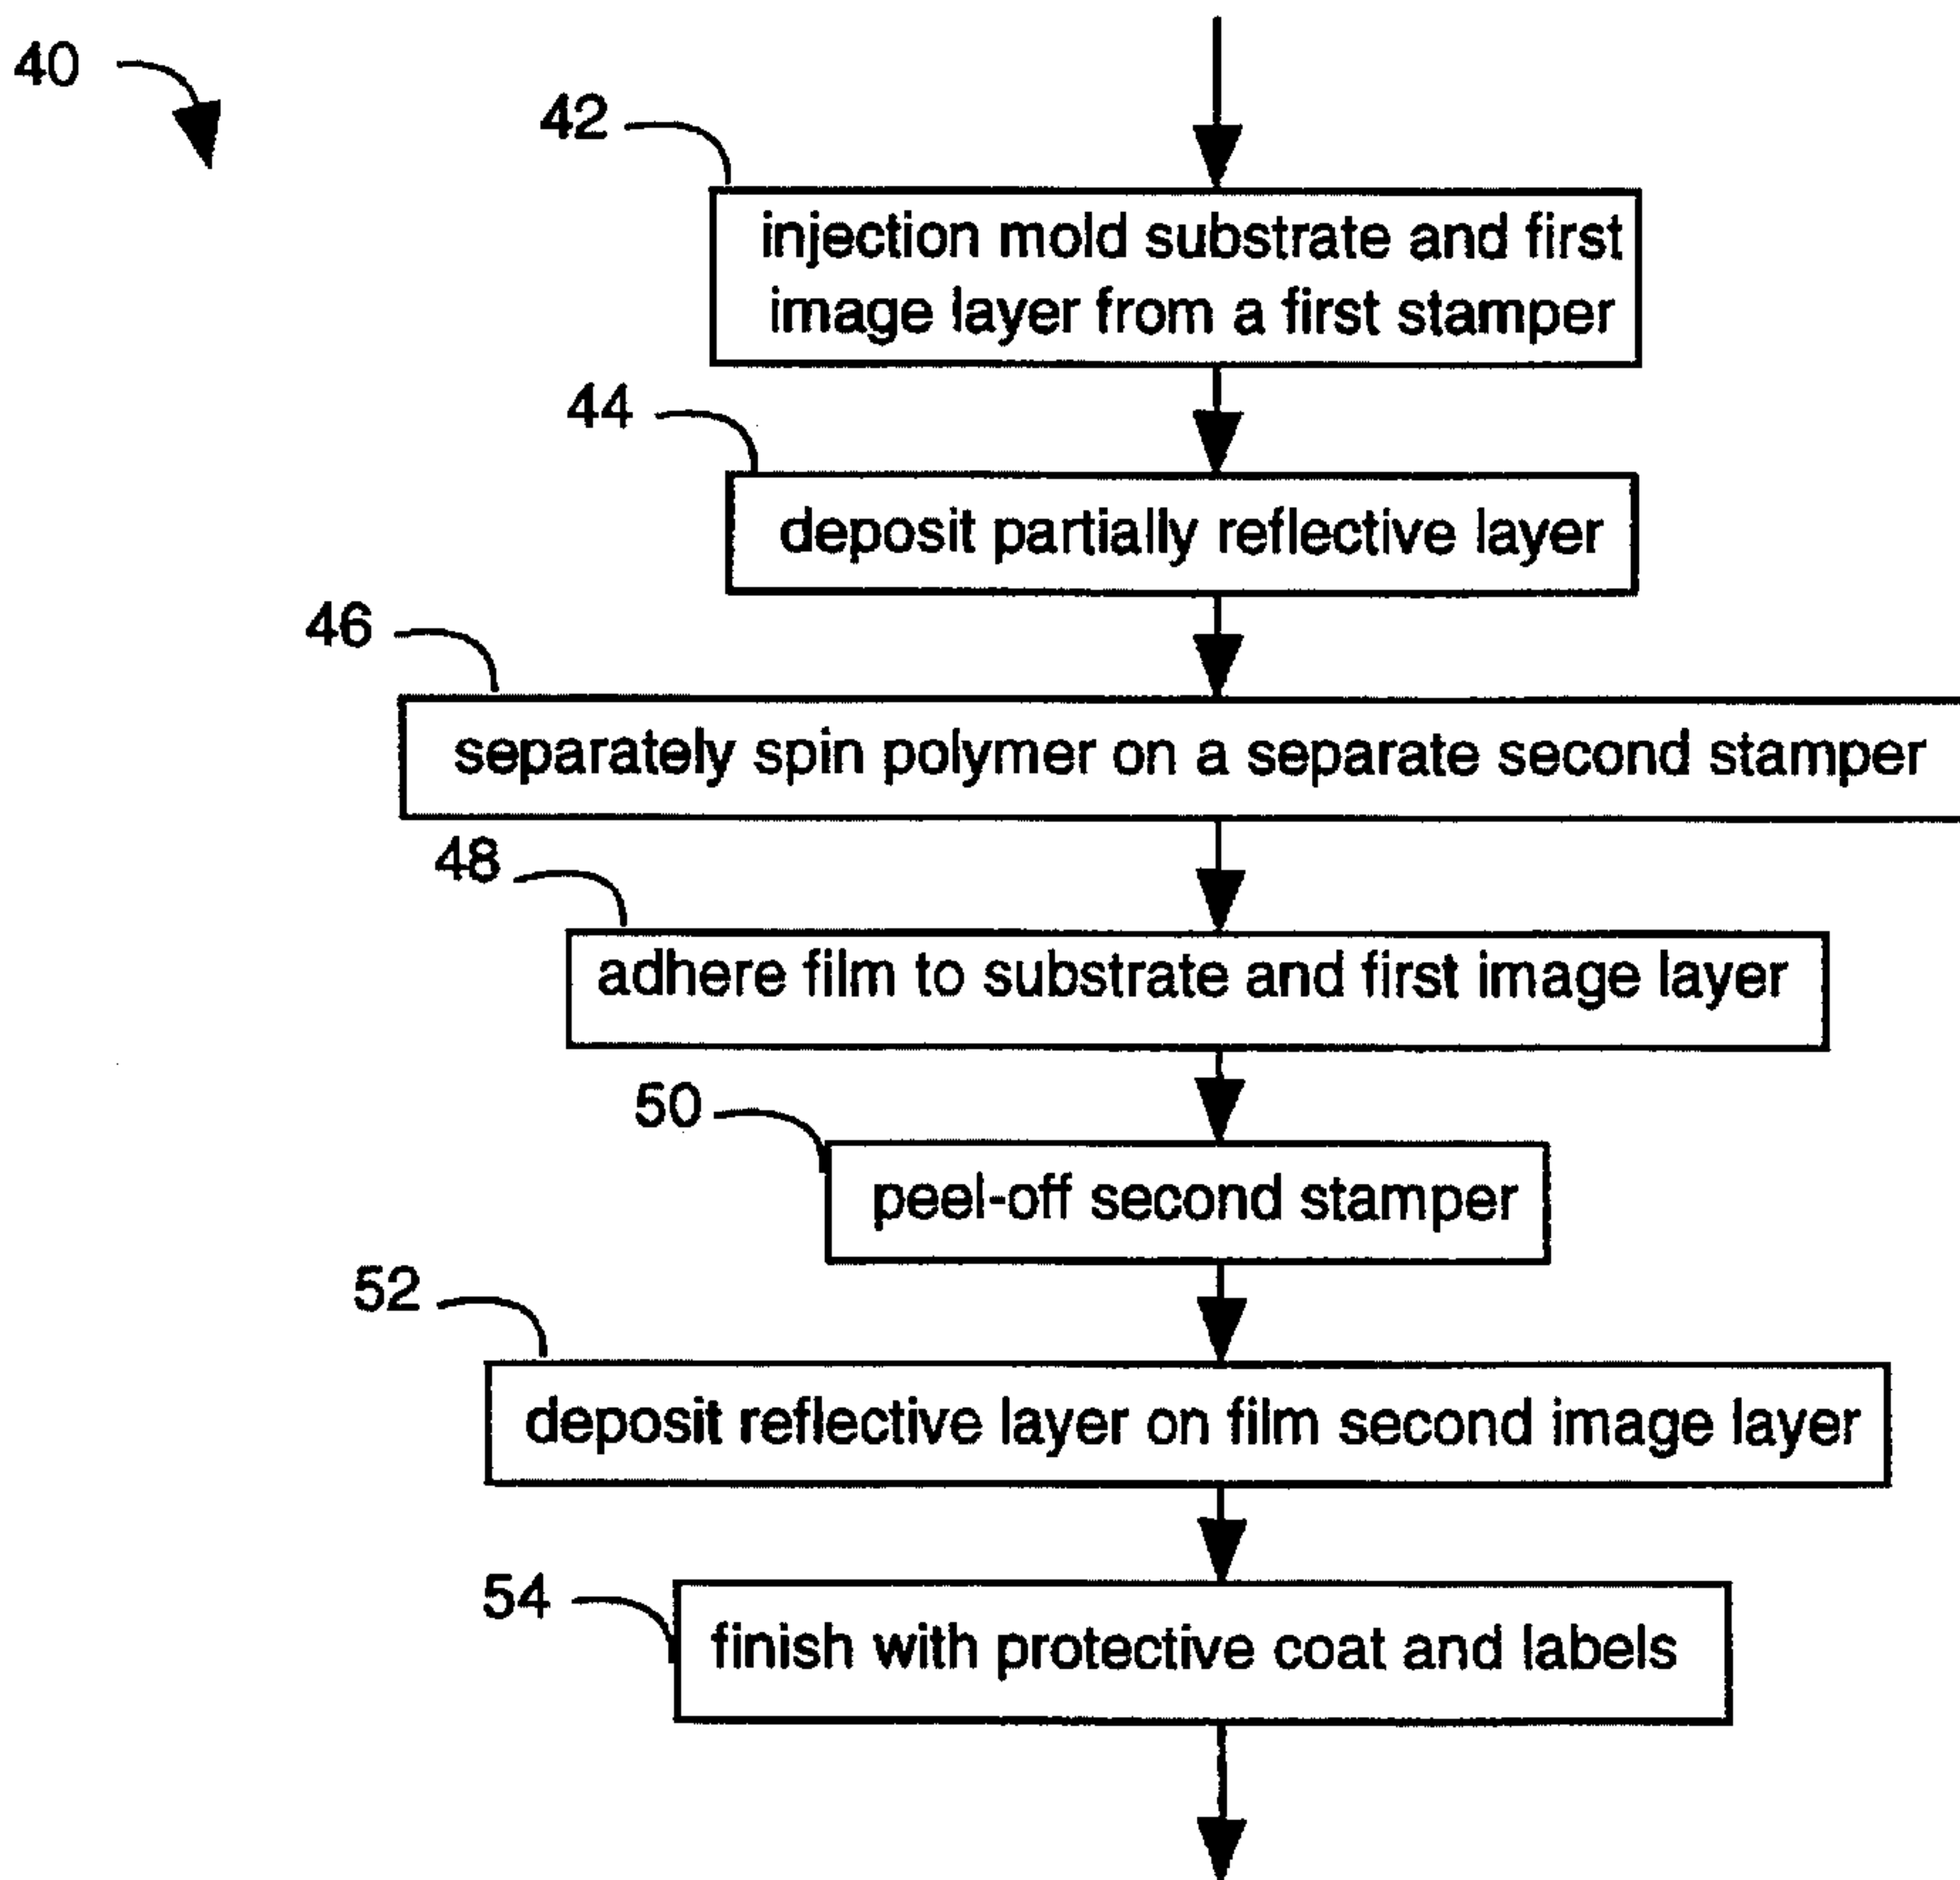 40
42
injection mold substrate and first
image layer from a first stamper
44
deposit partially reflective layer
46
separately spin polymer on a separate second stamper
48
adhere film to substrate and first image layer
50
peel-off second stamper
52
deposit reflective layer on film second image layer
54
finish with protective coat and labels